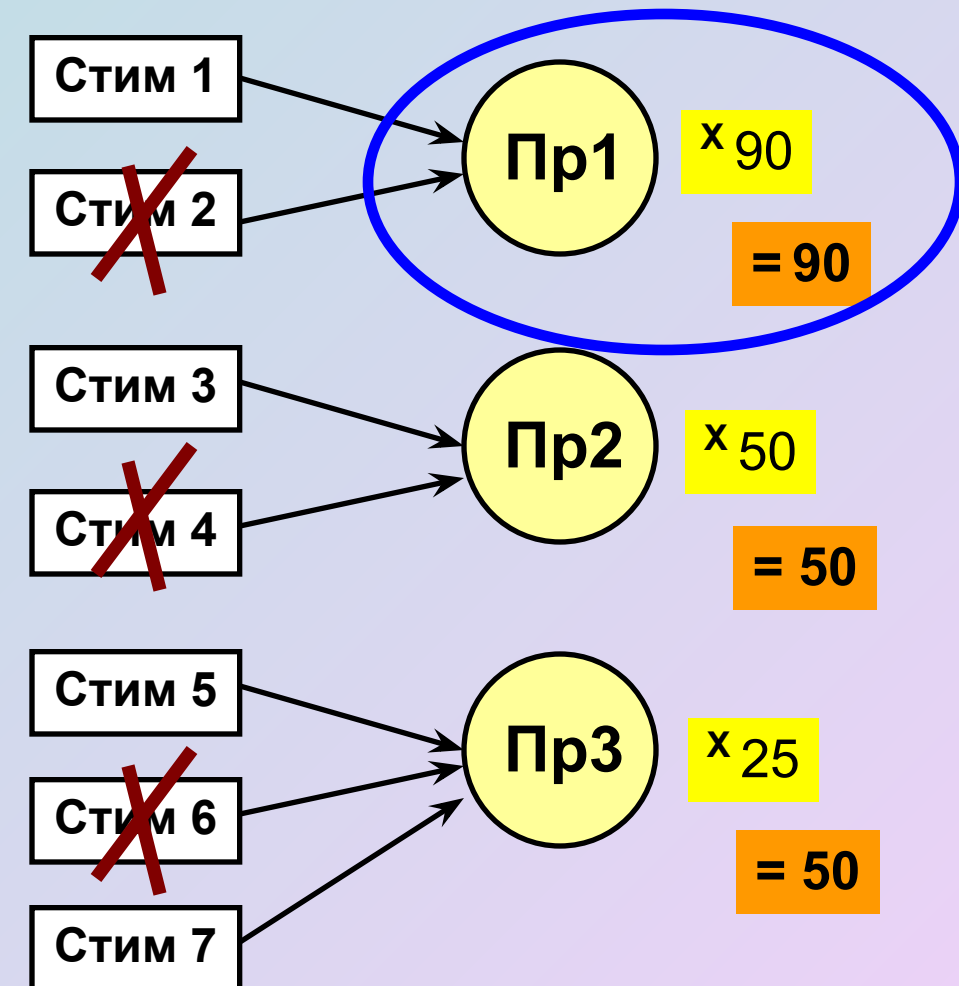 Стим 1
Пр1
х 90
Стим 2
= 90
Стим 3
Пр2
х 50
Стим 4
= 50
Стим 5
Пр3
х 25
Стим 6
= 50
Стим 7